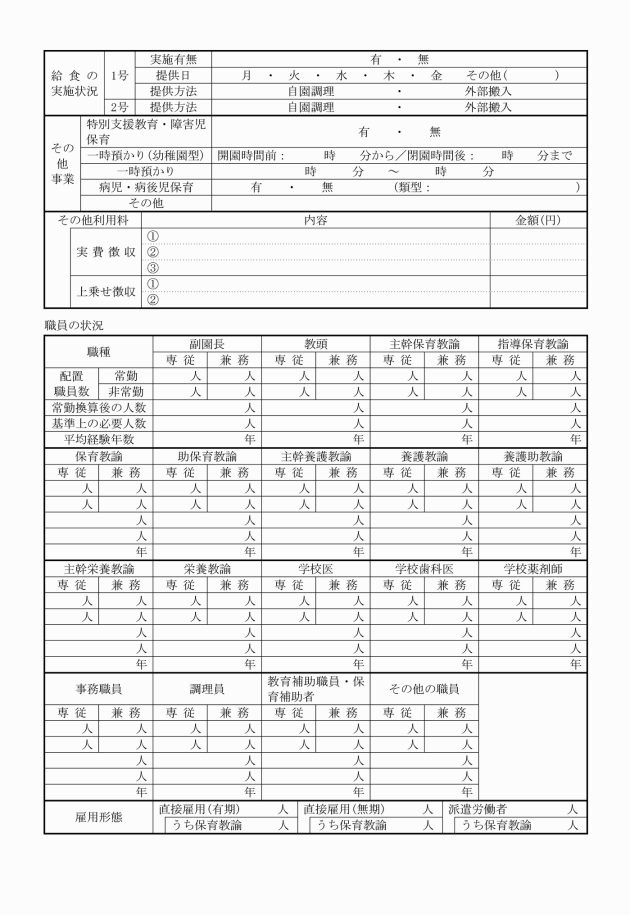 給食の実施状況 1号 実施有無 有 ・ 無
提供日 月 ・ 火 ・ 水 ・ 木 ・ 金 その他( )
提供方法 自園調理 ・ 外部搬入
2号 提供方法 自園調理 ・ 外部搬入
その他事業 特別支援教育・障害児保育 有 ・ 無
一時預かり(幼稚園型) 開園時間前: 時 分から/閉園時間後: 時 分まで
一時預かり 時 分 ～ 時 分
病児・病後児保育 有 ・ 無 (類型: )
その他
その他利用料 内容 金額(円)
実費徴収 ①
②
③
上乗せ徴収 ①
②
職員の状況
職種 副園長 教頭 主幹保育教諭 指導保育教諭
専従 兼務 専従 兼務 専従 兼務 専従 兼務
配置職員数 常勤 人 人 人 人 人 人 人 人
非常勤 人 人 人 人 人 人 人 人
常勤換算後の人数 人 人 人 人
基準上の必要人数 人 人 人 人
平均経験年数 年 年 年 年
保育教諭 助保育教諭 主幹養護教諭 養護教諭 養護助教諭
専従 兼務 専従 兼務 専従 兼務 専従 兼務 専従 兼務
人 人 人 人 人 人 人 人 人 人
人 人 人 人 人 人 人 人 人 人
人 人 人 人 人
人 人 人 人 人
年 年 年 年 年
主幹栄養教諭 栄養教諭 学校医 学校歯科医 学校薬剤師
専従 兼務 専従 兼務 専従 兼務 専従 兼務 専従 兼務
人 人 人 人 人 人 人 人 人 人
人 人 人 人 人 人 人 人 人 人
人 人 人 人 人
人 人 人 人 人
年 年 年 年 年
事務職員 調理員 教育補助職員・保育補助者 その他の職員
専従 兼務 専従 兼務 専従 兼務 専従 兼務
人 人 人 人 人 人 人 人
人 人 人 人 人 人 人 人
人 人 人 人
人 人 人 人
年 年 年 年
雇用形態 直接雇用(有期) 人 直接雇用(無期) 人 派遣労働者 人
うち保育教諭 人 うち保育教諭 人 うち保育教諭 人